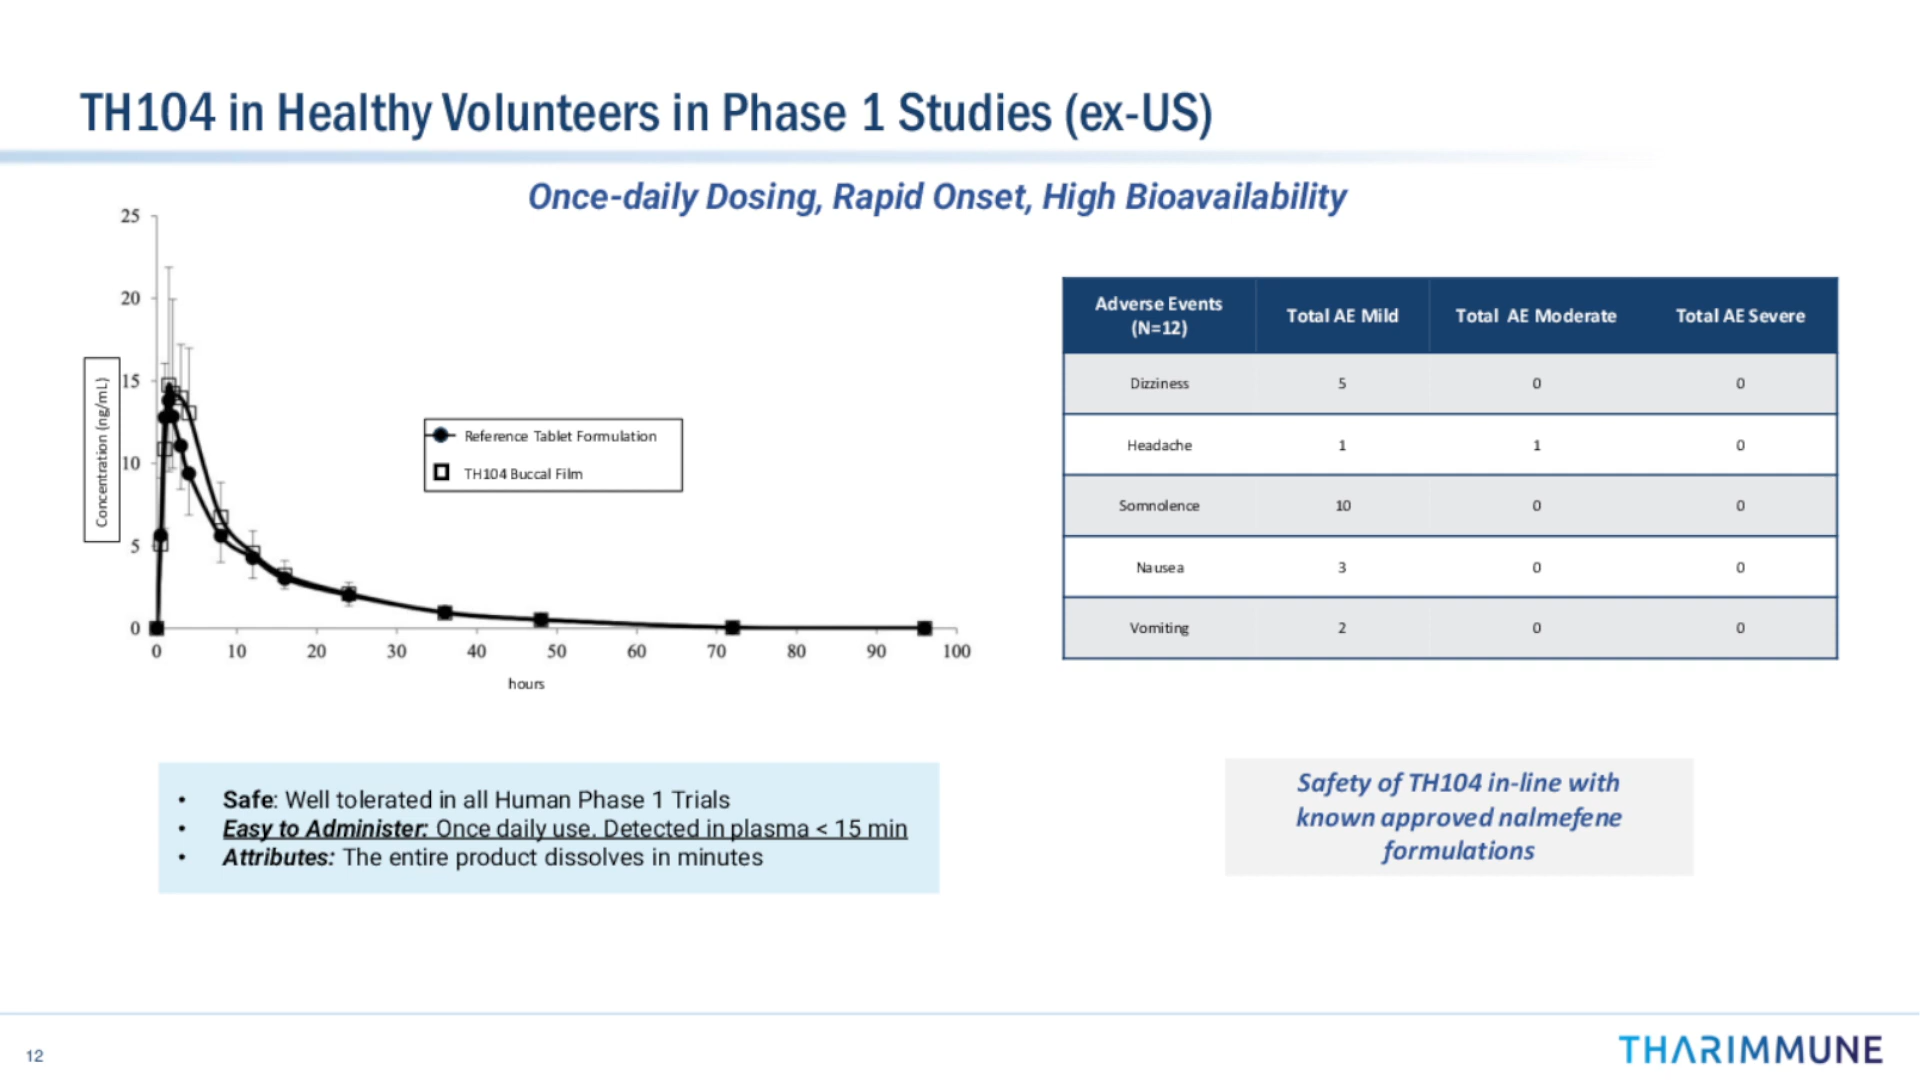 TH104 in Healthy Volunteers in Phase 1 Studies (ex-US)
Once-daily Dosing, Rapid Onset, High Bioavailability
25
20
15
10
5
0
Concentration (ng/mL)
0 10 20 30 40 50 60 70 80 90 100
hours
Reference Tablet Formulation
TH104 Buccal Film
Adverse Events (N=12) Total AE Mild Total AE Moderate Total AE Severe
Dizziness 5 0 0
Headache 1 1 0
Somnolence 10 0 0
Nausea 3 0 0
Vomiting 2 0 0
• Safe: Well tolerated in all Human Phase 1 Trials
• Easy to Administer: Once daily use. Detected in plasma < 15 min
• Attributes: The entire product dissolves in minutes
Safety of TH104 in-line with
known approved nalmefene
formulations
12
THARIMMUNE